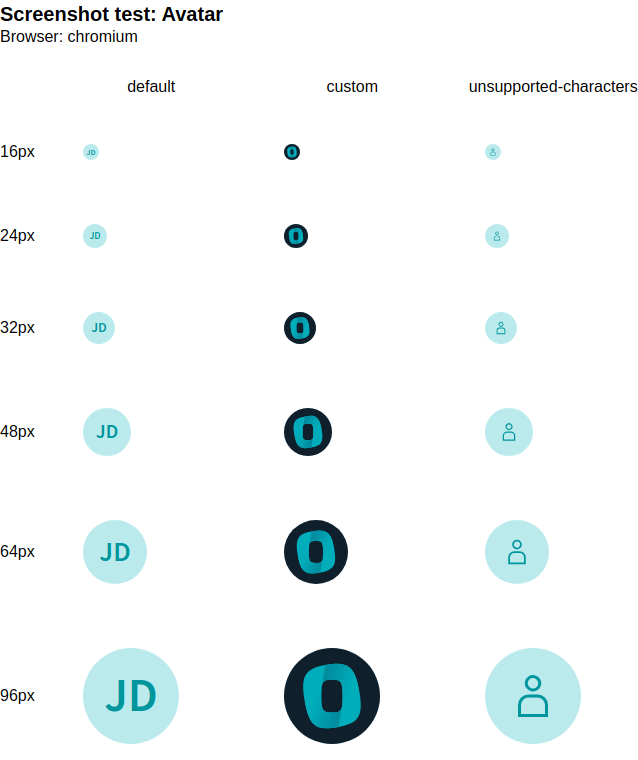 Screenshot test: Avatar
Browser: chromium
default custom unsupported-characters
16px JD
24px JD
32px JD
48px JD
64px JD
96px JD